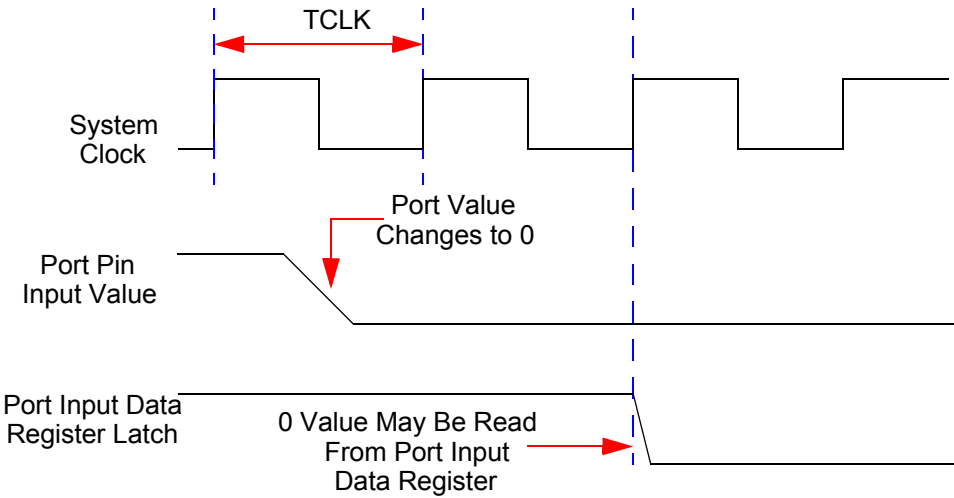 TCLK
System
Clock
Port Value
Changes to 0
Port Pin
Input Value
Port Input Data
Register Latch
0 Value May Be Read
From Port Input
Data Register